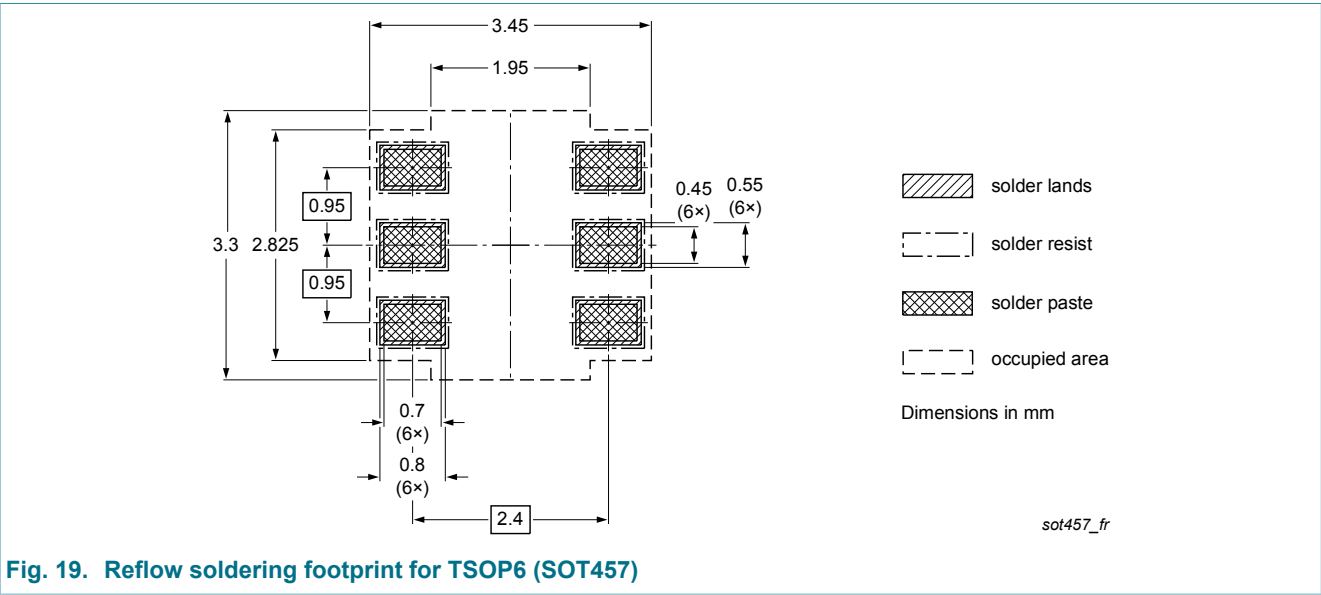 3.45
1.95
0.45
(6×)
0.55
(6×)
0.95
3.3
2.825
0.95
0.7
(6×)
0.8
(6×)
2.4
solder lands
solder resist
solder paste
occupied area
Dimensions in mm
sot457_fr
Fig. 19. Reflow soldering footprint for TSOP6 (SOT457)